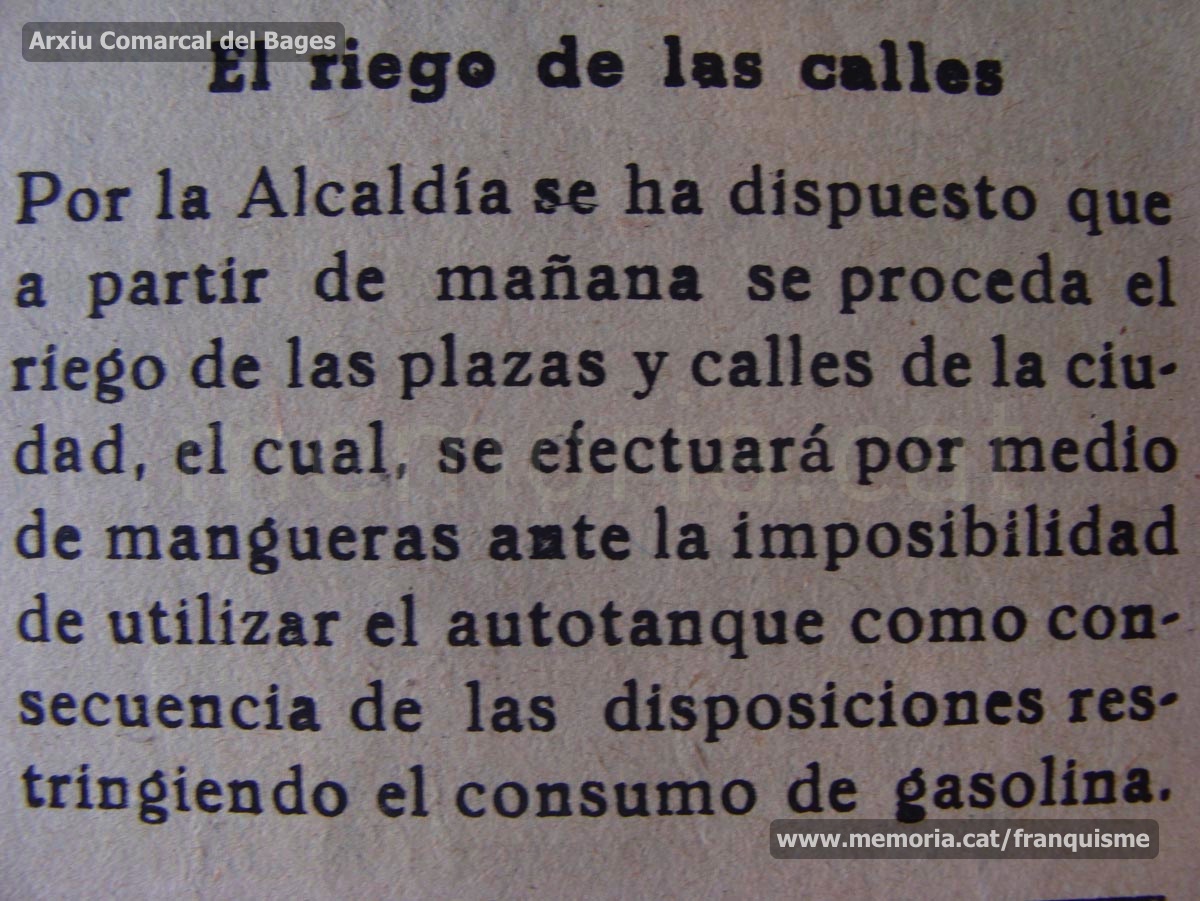 Arxiu Comarcal del Bages
El riego de las calles
Por la Alcaldía se ha dispuesto que
a partir de mañana se proceda el
riego de las plazas y calles de la ciu-
dad, el cual, se efectuará por medio
de mangueras ante la imposibilidad
de utilizar el autotanque como con-
secuencia de las disposiciones res-
tringiendo el consumo de gasolina.
www.memoria.cat/franquisme
memoria.cat